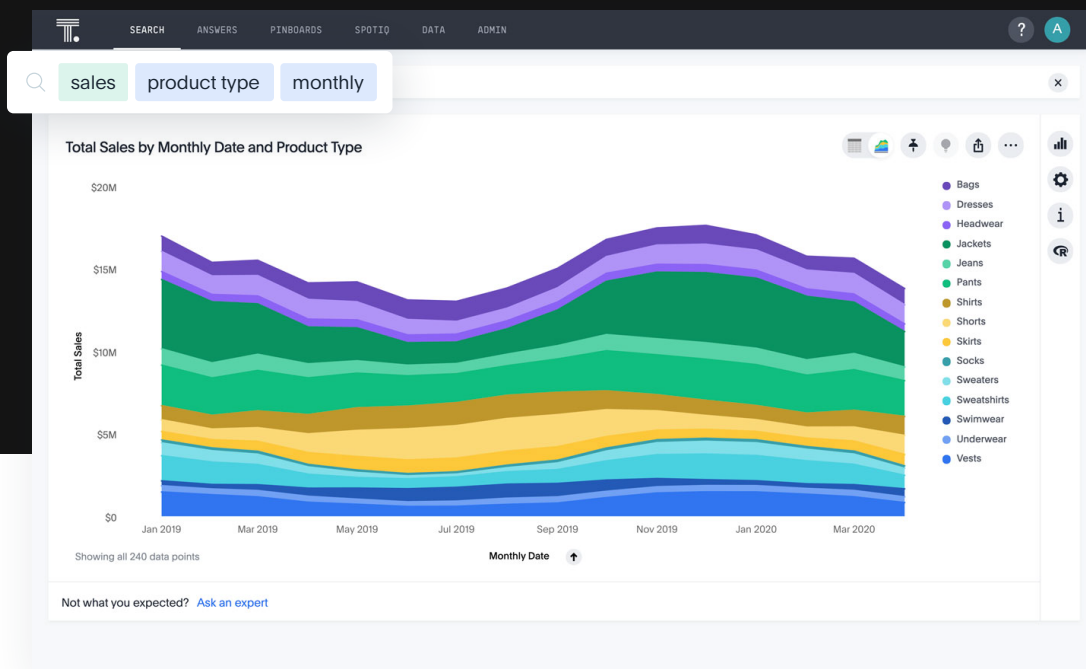 T.
SEARCH ANSWERS PINBOARDS SPOTIQ DATA ADMIN ? A
sales product type monthly
Total Sales by Monthly Date and Product Type
$20M
$15M
$10M
$5M
$0
Total Sales
Jan 2019 Mar 2019 May 2019 Jul 2019 Sep 2019 Nov 2019 Jan 2020 Mar 2020
Monthly Date
Bags
Dresses
Headwear
Jackets
Jeans
Pants
Shirts
Shorts
Skirts
Socks
Sweaters
Sweatshirts
Swimwear
Underwear
Vests
i
R
Showing all 240 data points
Not what you expected? Ask an expert